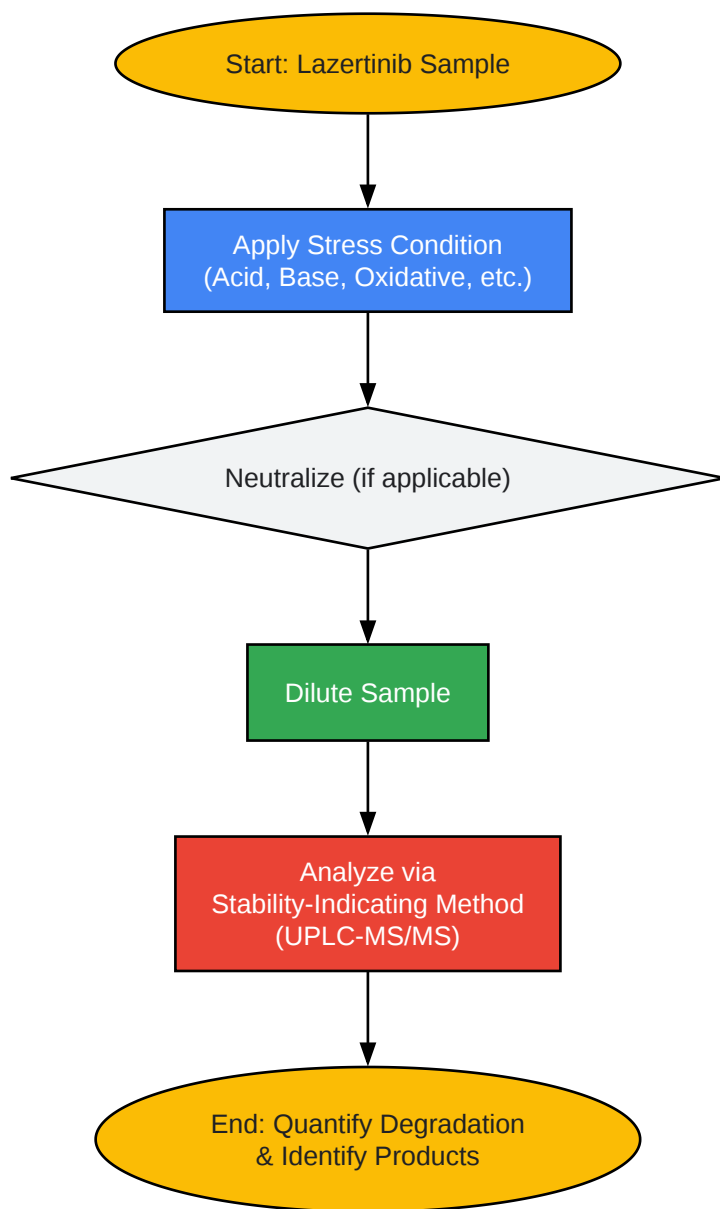 Start: Lazertinib Sample
Apply Stress Condition
(Acid, Base, Oxidative, etc.)
Neutralize (if applicable)
Dilute Sample
Analyze via
Stability-Indicating Method
(UPLC-MS/MS)
End: Quantify Degradation
& Identify Products